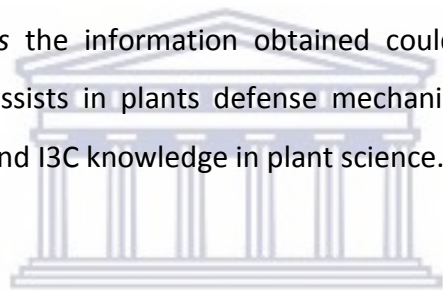 s the information obtained coul
ssists in plants defense mechani
nd I3C knowledge in plant science.